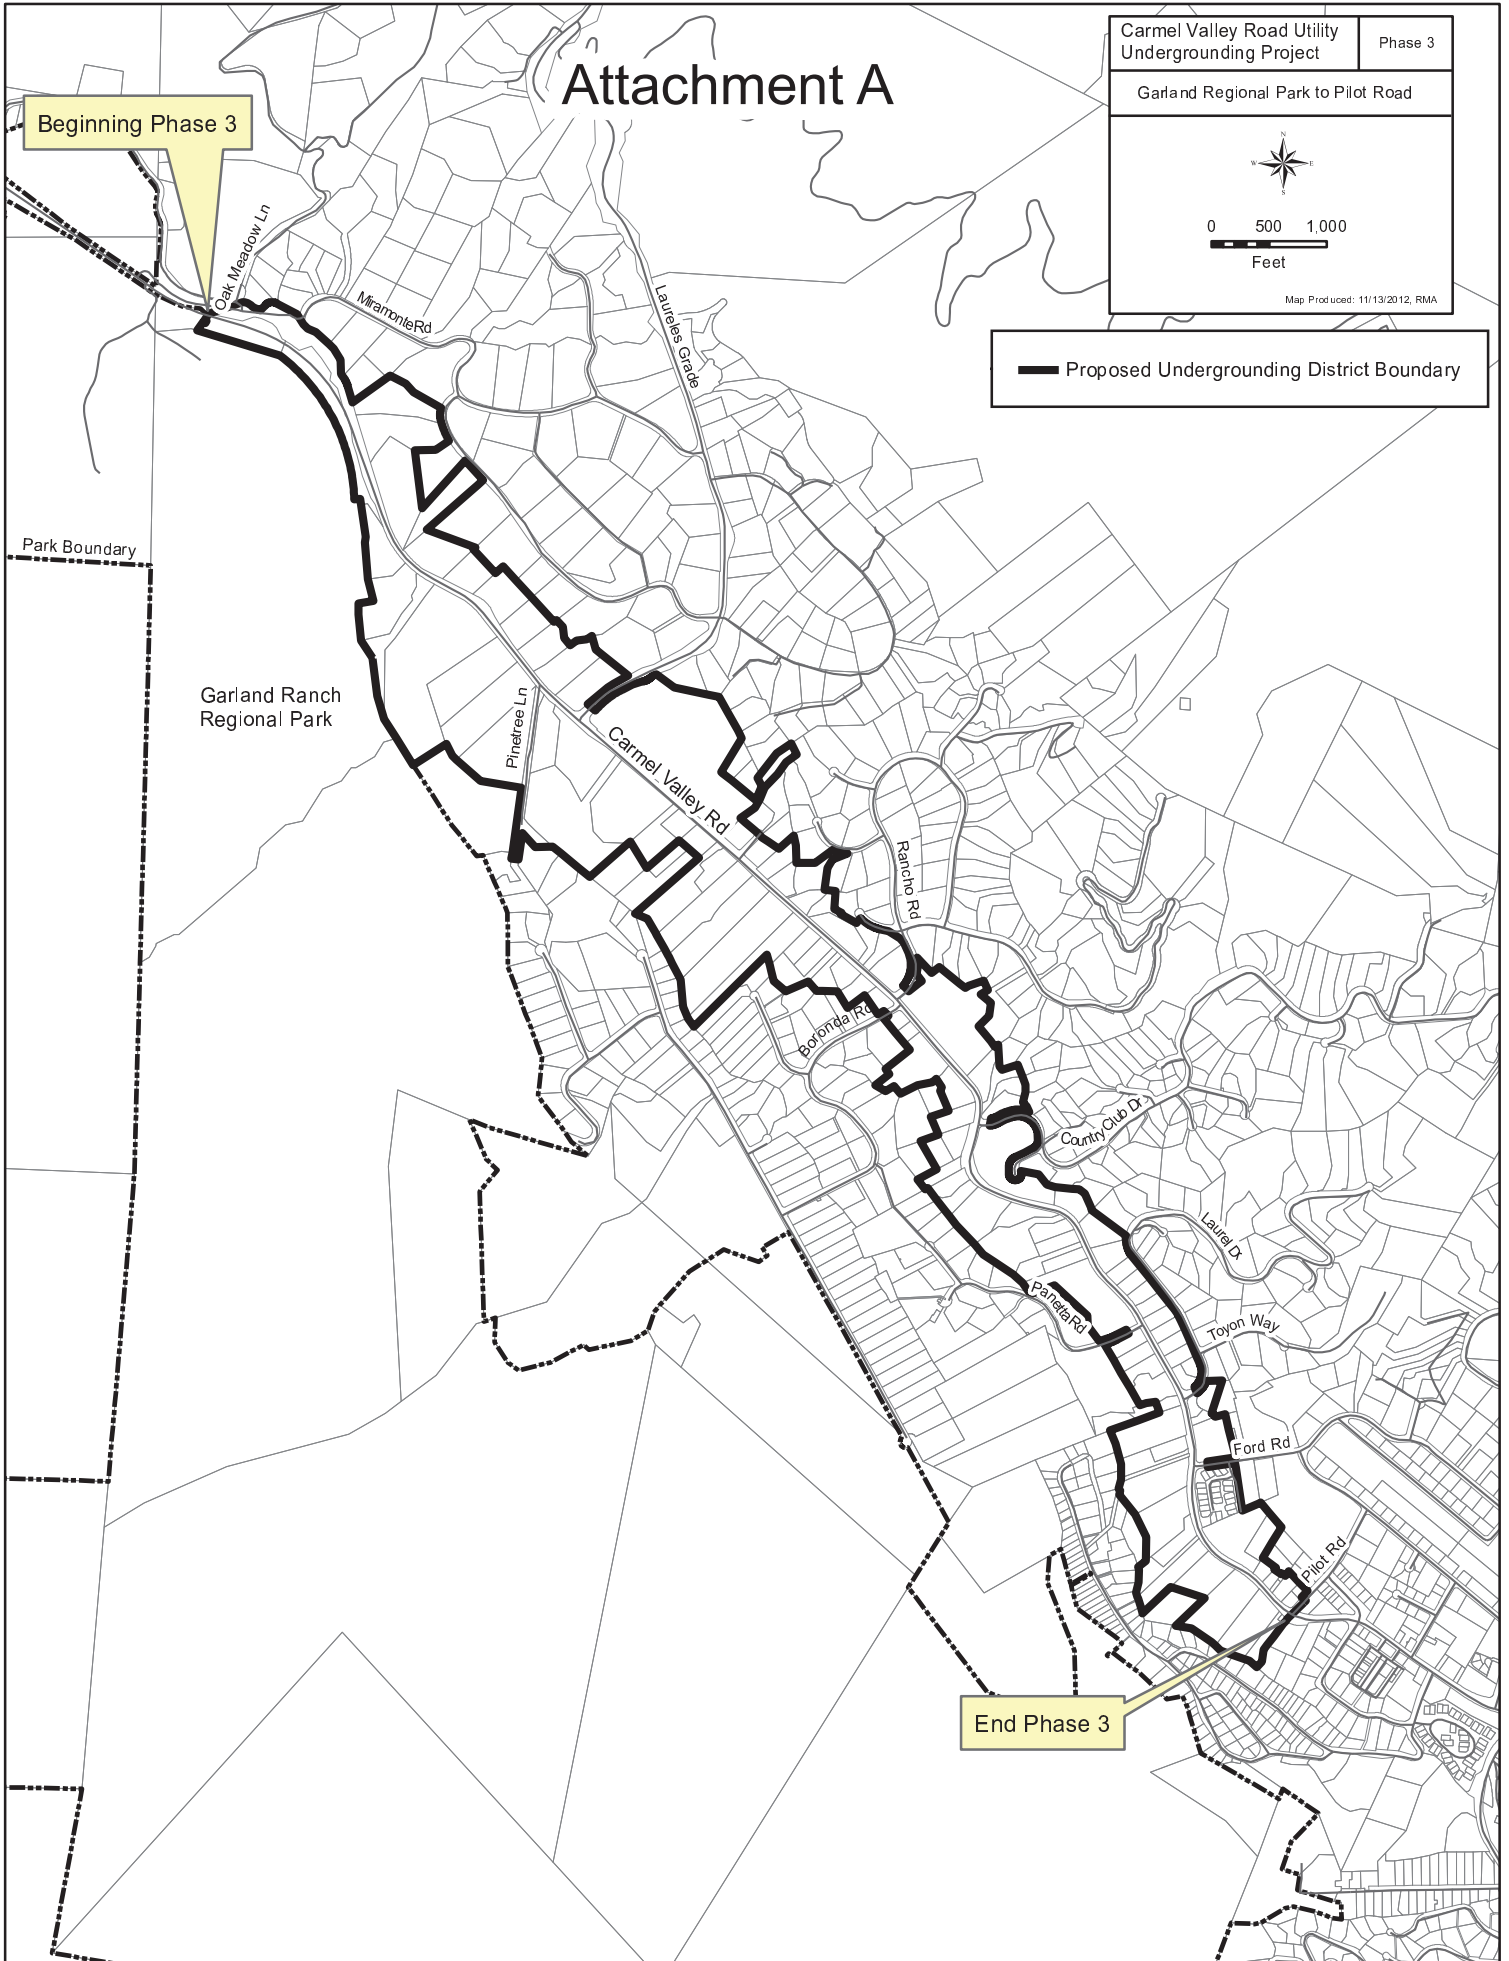 Attachment A
Carmel Valley Road Utility
Undergrounding Project
Phase 3
Garland Regional Park to Pilot Road
N
W
E
S
0 500 1,000
Feet
Map Produced: 11/13/2012, RMA
Proposed Undergrounding District Boundary
Beginning Phase 3
Oak Meadow Ln
Miramonte Rd
Laureles Grade
Park Boundary
Garland Ranch
Regional Park
Pinetree Ln
Carmel Valley Rd
Rancho Rd
Boronda Rd
Country Club Dr
Laurel Dr
Panetta Rd
Toyon Way
Ford Rd
Pilot Rd
End Phase 3